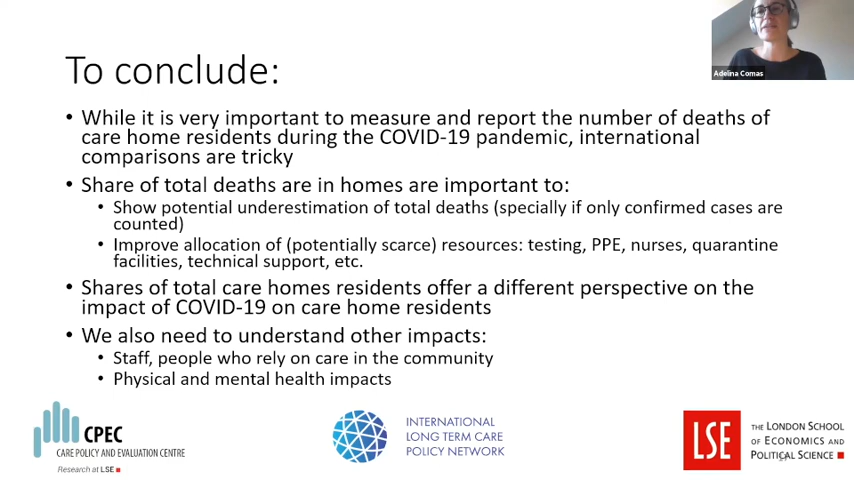 Adelina Comas
To conclude:
• While it is very important to measure and report the number of deaths of
care home residents during the COVID-19 pandemic, international
comparisons are tricky
• Share of total deaths are in homes are important to:
• Show potential underestimation of total deaths (specially if only confirmed cases are
counted)
• Improve allocation of (potentially scarce) resources: testing, PPE, nurses, quarantine
facilities, technical support, etc.
• Shares of total care homes residents offer a different perspective on the
impact of COVID-19 on care home residents
• We also need to understand other impacts:
• Staff, people who rely on care in the community
• Physical and mental health impacts
CPEC
CARE POLICY AND EVALUATION CENTRE
Research at LSE
INTERNATIONAL
LONG TERM CARE
POLICY NETWORK
LSE
THE LONDON SCHOOL
OF ECONOMICS AND
POLITICAL SCIENCE